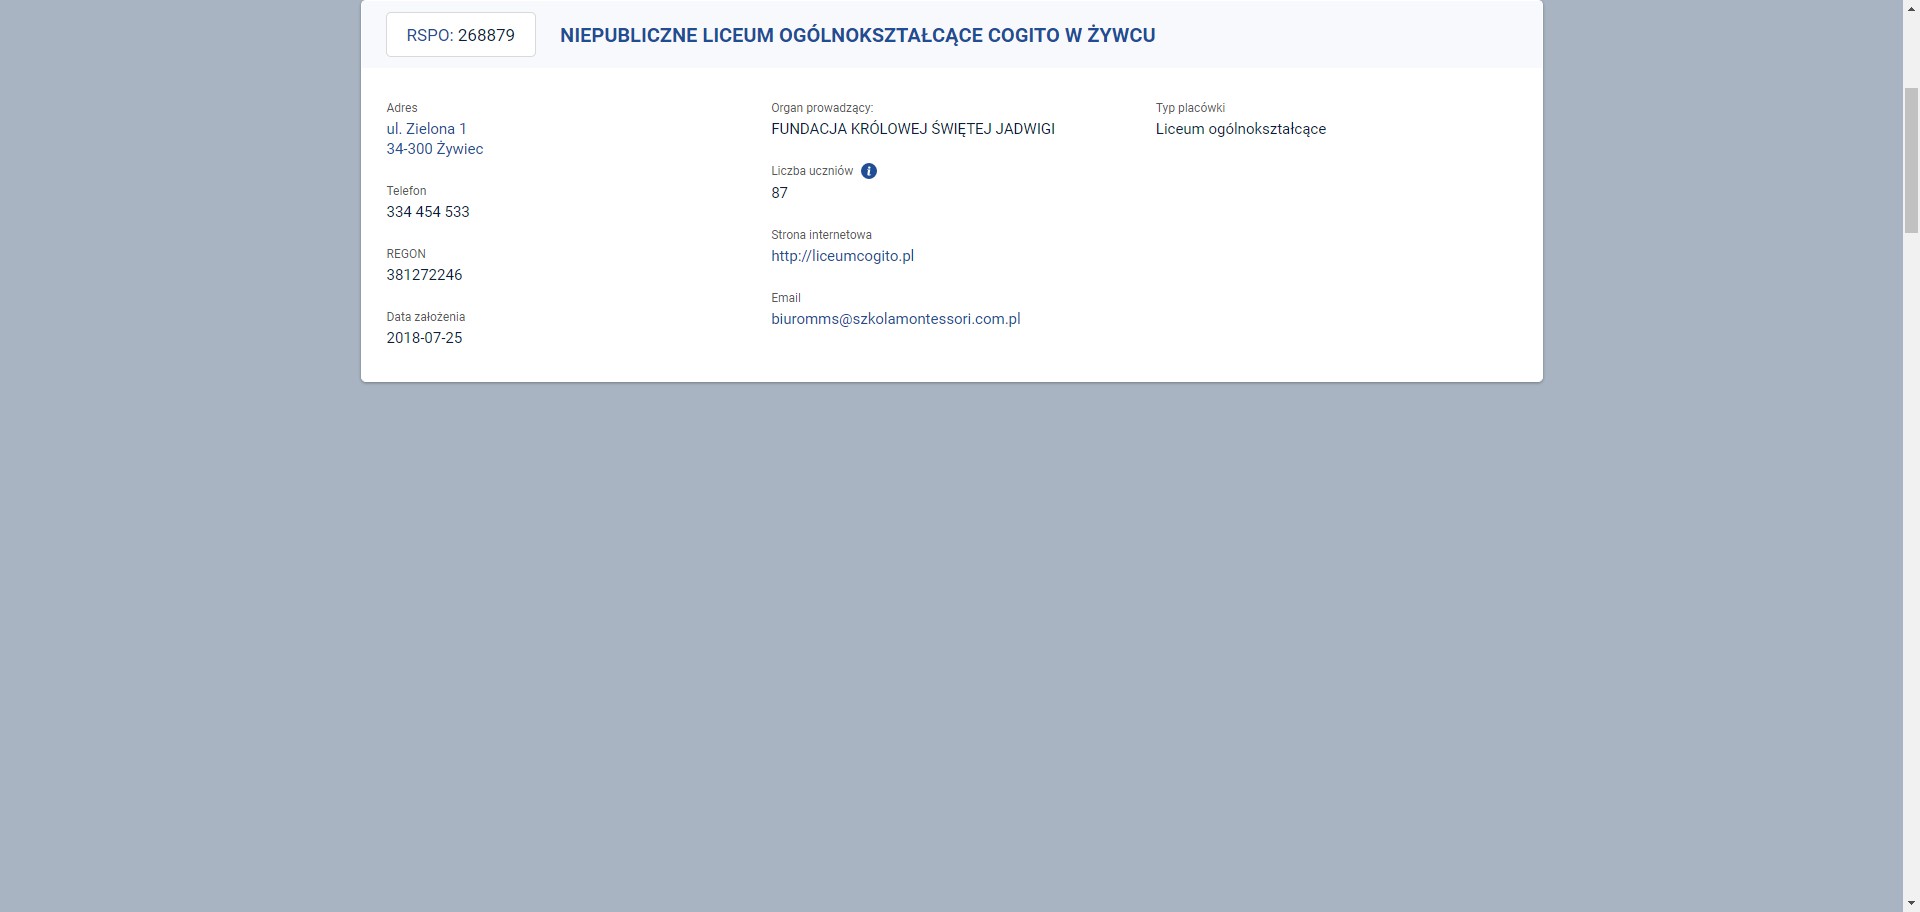 RSPO: 268879
NIEPUBLICZNE LICEUM OGÓLNOKSZTAŁCĄCE COGITO W ŻYWCU
Adres
ul. Zielona 1
34-300 Żywiec
Telefon
334 454 533
REGON
381272246
Data założenia
2018-07-25
Organ prowadzący:
FUNDACJA KRÓLOWEJ ŚWIĘTEJ JADWIGI
Liczba uczniów i
87
Strona internetowa
http://liceumcogito.pl
Email
biuromms@szkolamontessori.com.pl
Typ placówki
Liceum ogólnokształcące